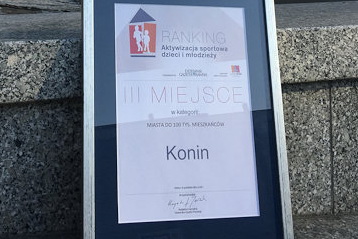 RANKING
Aktywizacja sportowa
dzieci i młodzieży
III MIEJSCE
w kategorii:
MIASTA DO 100 TYS. MIESZKAŃCÓW
Konin